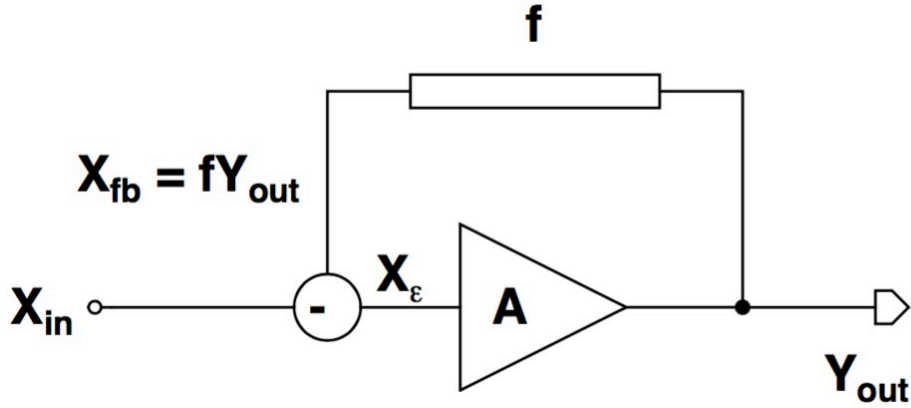 f
X_fb = fY_out
X_ε
X_in
-
A
Y_out